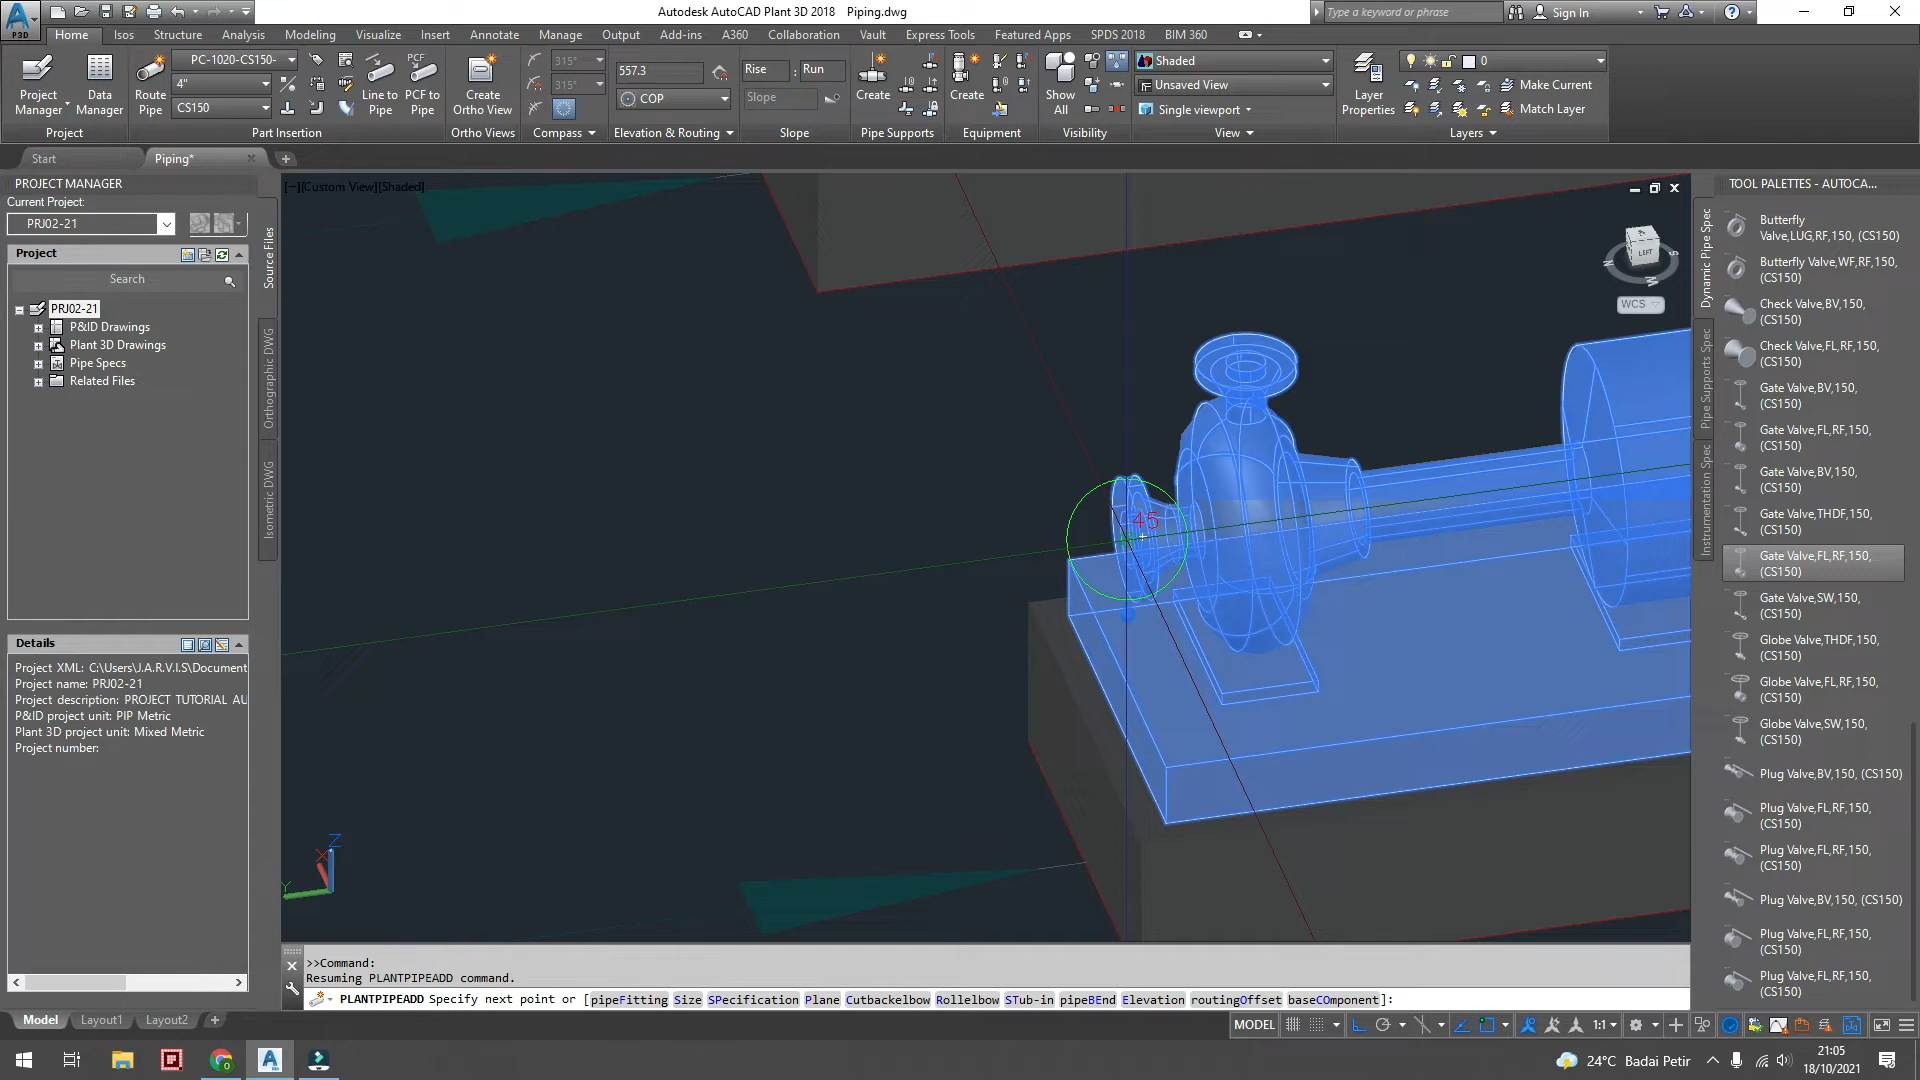 P3D
Autodesk AutoCAD Plant 3D 2018 Piping.dwg
Type a keyword or phrase
Sign In
Home Isos Structure Analysis Modeling Visualize Insert Annotate Manage Output Add-ins A360 Collaboration Vault Express Tools Featured Apps SPDS 2018 BIM 360
Project Manager
Data Manager
Project
Route Pipe
PC-1020-CS150-
4"
CS150
Line to Pipe
PCF
PCF to Pipe
Part Insertion
Create Ortho View
Ortho Views
315°
315°
Compass
557.3
COP
Elevation & Routing
Rise : Run
Slope
Slope
Create
Pipe Supports
Create
Equipment
Show All
Visibility
Shaded
Unsaved View
Single viewport
View
Layer Properties
0
Make Current
Match Layer
Layers
Start
Piping*
PROJECT MANAGER
Current Project:
PRJ02-21
Project
Search
PRJ02-21
P&ID Drawings
Plant 3D Drawings
Pipe Specs
Related Files
Source Files
Orthographic DWG
Isometric DWG
Details
Project XML: C:\Users\J.A.R.V.I.S\Document
Project name: PRJ02-21
Project description: PROJECT TUTORIAL AU
P&ID project unit: PIP Metric
Plant 3D project unit: Mixed Metric
Project number:
[−][Custom View][Shaded]
LEFT
N
S
W
WCS
45
Z
X
Y
TOOL PALETTES - AUTOCA...
Dynamic Pipe Spec
Pipe Supports Spec
Instrumentation Spec
Butterfly
Valve,LUG,RF,150, (CS150)
Butterfly Valve,WF,RF,150,
(CS150)
Check Valve,BV,150,
(CS150)
Check Valve,FL,RF,150,
(CS150)
Gate Valve,BV,150,
(CS150)
Gate Valve,FL,RF,150,
(CS150)
Gate Valve,BV,150,
(CS150)
Gate Valve,THDF,150,
(CS150)
Gate Valve,FL,RF,150,
(CS150)
Gate Valve,SW,150,
(CS150)
Globe Valve,THDF,150,
(CS150)
Globe Valve,FL,RF,150,
(CS150)
Globe Valve,SW,150,
(CS150)
Plug Valve,BV,150, (CS150)
Plug Valve,FL,RF,150,
(CS150)
Plug Valve,FL,RF,150,
(CS150)
Plug Valve,BV,150, (CS150)
Plug Valve,FL,RF,150,
(CS150)
Plug Valve,FL,RF,150,
(CS150)
>>Command:
Resuming PLANTPIPEADD command.
PLANTPIPEADD Specify next point or [pipeFitting Size SPecification Plane Cutbackelbow Rollelbow STub-in pipeBEnd Elevation routingOffset baseCOmponent]:
Model Layout1 Layout2
MODEL
1:1
24°C Badai Petir
21:05
18/10/2021